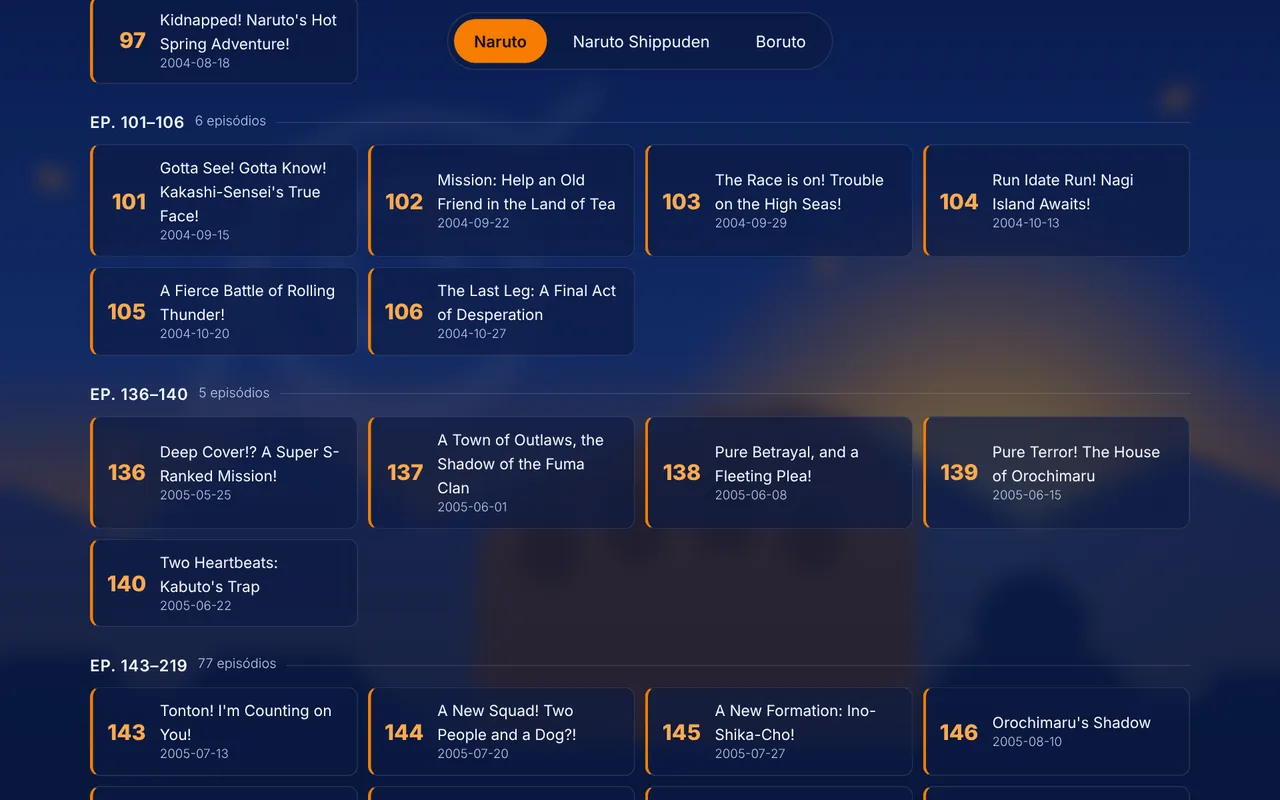 97
Kidnapped! Naruto's Hot
Spring Adventure!
2004-08-18
Naruto
Naruto Shippuden
Boruto
EP. 101–106 6 episódios
101
Gotta See! Gotta Know!
Kakashi-Sensei's True
Face!
2004-09-15
102
Mission: Help an Old
Friend in the Land of Tea
2004-09-22
103
The Race is on! Trouble
on the High Seas!
2004-09-29
104
Run Idate Run! Nagi
Island Awaits!
2004-10-13
105
A Fierce Battle of Rolling
Thunder!
2004-10-20
106
The Last Leg: A Final Act
of Desperation
2004-10-27
EP. 136–140 5 episódios
136
Deep Cover!? A Super S-
Ranked Mission!
2005-05-25
137
A Town of Outlaws, the
Shadow of the Fuma
Clan
2005-06-01
138
Pure Betrayal, and a
Fleeting Plea!
2005-06-08
139
Pure Terror! The House
of Orochimaru
2005-06-15
140
Two Heartbeats:
Kabuto's Trap
2005-06-22
EP. 143–219 77 episódios
143
Tonton! I'm Counting on
You!
2005-07-13
144
A New Squad! Two
People and a Dog?!
2005-07-20
145
A New Formation: Ino-
Shika-Cho!
2005-07-27
146
Orochimaru's Shadow
2005-08-10